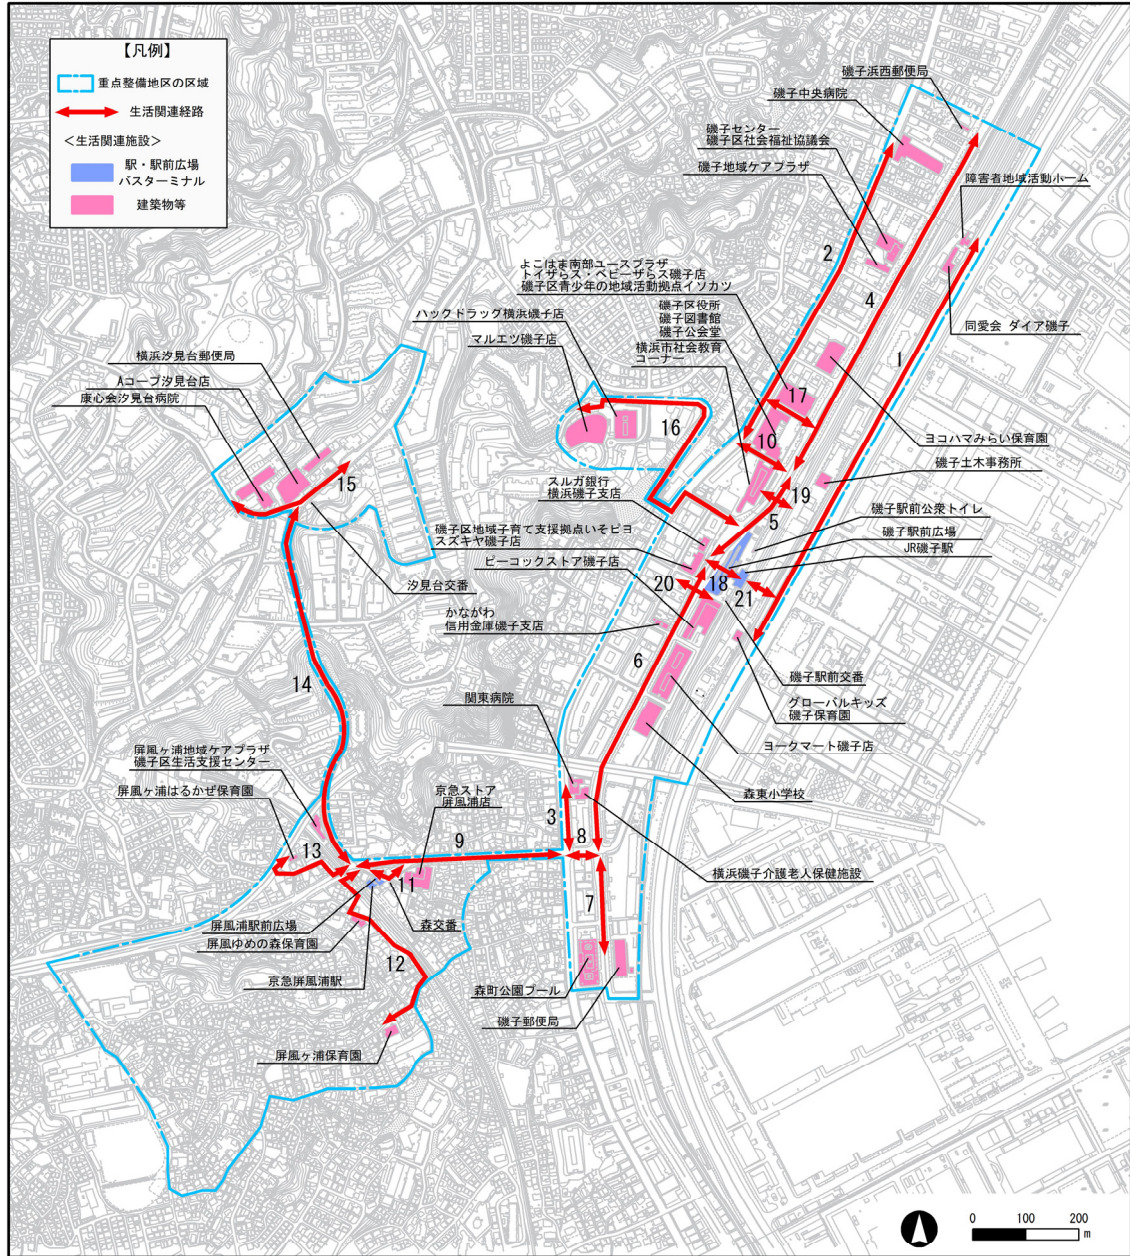 【凡例】
重点整備地区の区域
生活関連経路
＜生活関連施設＞
駅・駅前広場
バスターミナル
建築物等
磯子浜西郵便局
磯子中央病院
磯子センター
磯子区社会福祉協議会
磯子地域ケアプラザ
障害者地域活動ホーム
よこはま南部ユースプラザ
トイザらス・ベビーザらス磯子店
磯子区青少年の地域活動拠点イソカツ
ハックドラッグ横浜磯子店
マルエツ磯子店
磯子区役所
磯子図書館
磯子公会堂
横浜市社会教育
コーナー
同愛会 ダイア磯子
横浜汐見台郵便局
Aコープ汐見台店
康心会汐見台病院
ヨコハマみらい保育園
磯子土木事務所
スルガ銀行
横浜磯子支店
磯子駅前公衆トイレ
磯子駅前広場
JR磯子駅
磯子区地域子育て支援拠点いそピヨ
スズキヤ磯子店
ピーコックストア磯子店
汐見台交番
かながわ
信用金庫磯子支店
磯子駅前交番
グローバルキッズ
磯子保育園
関東病院
ヨークマート磯子店
森東小学校
屏風ヶ浦地域ケアプラザ
磯子区生活支援センター
屏風ヶ浦はるかぜ保育園
京急ストア
屏風浦店
横浜磯子介護老人保健施設
屏風浦駅前広場
森交番
屏風ゆめの森保育園
京急屏風浦駅
森町公園プール
磯子郵便局
屏風ヶ浦保育園
1
2
3
4
5
6
7
8
9
10
11
12
13
14
15
16
17
18
19
20
21
0 100 200
m